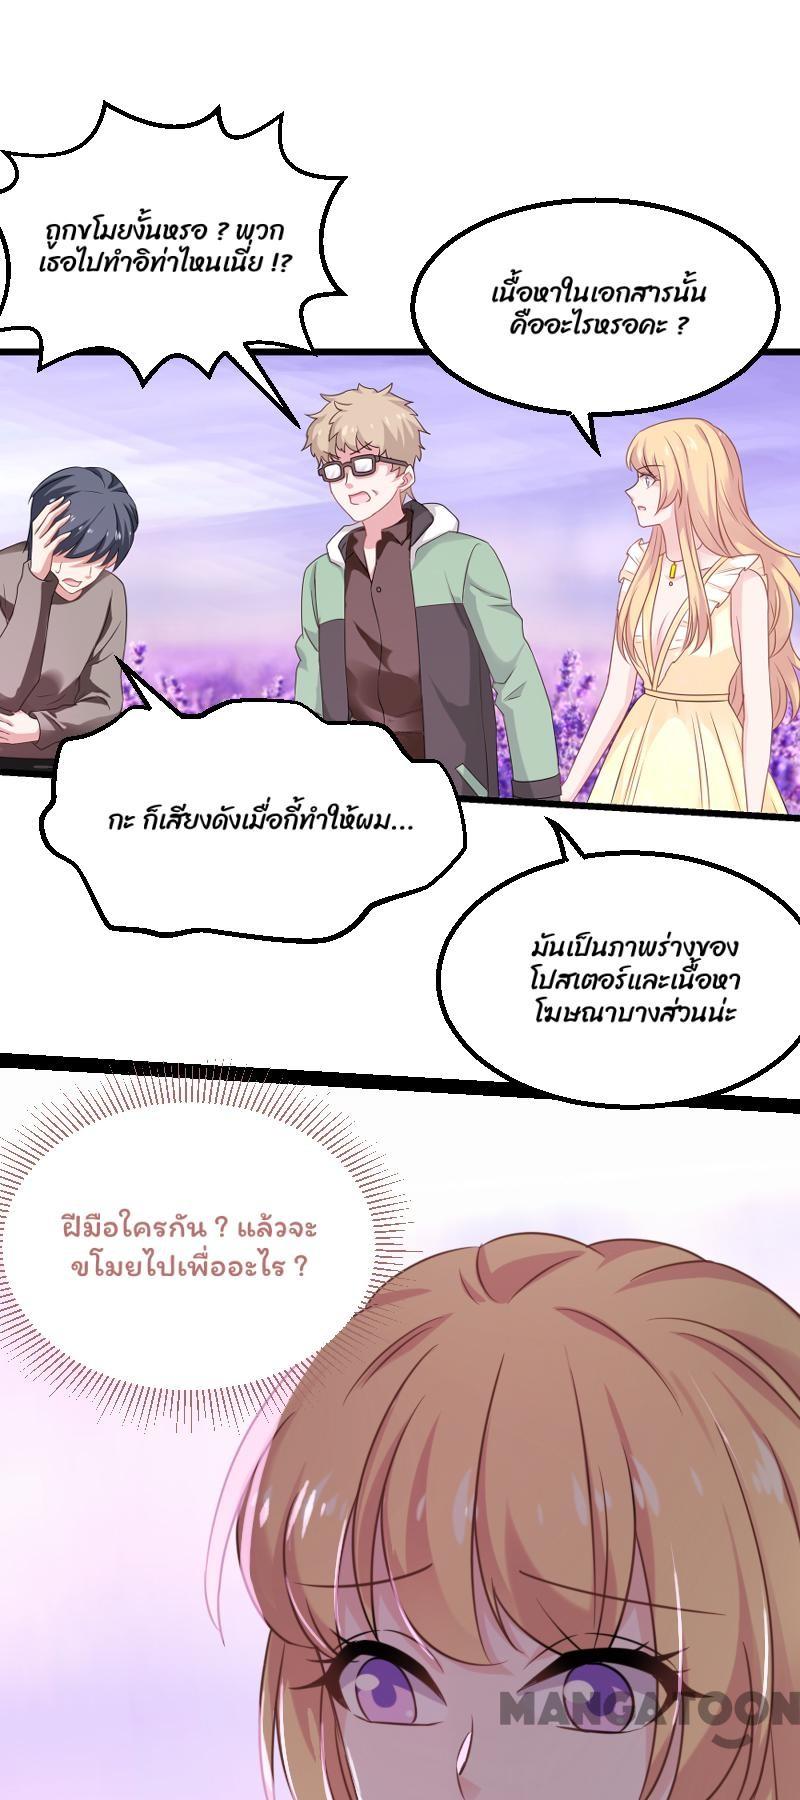 ถูกขโมยงั้นหรอ ? พวก
เธอไปทำอิท่าไหนเนี่ย !?
เนื้อหาในเอกสารนั้น
คืออะไรหรอคะ ?
กะ ก็เสียงดังเมื่อกี้ทำให้ผม...
มันเป็นภาพร่างของ
โปสเตอร์และเนื้อหา
โฆษณาบางส่วนน่ะ
ฝีมือใครกัน ? แล้วจะ
ขโมยไปเพื่ออะไร ?
MANGATOON